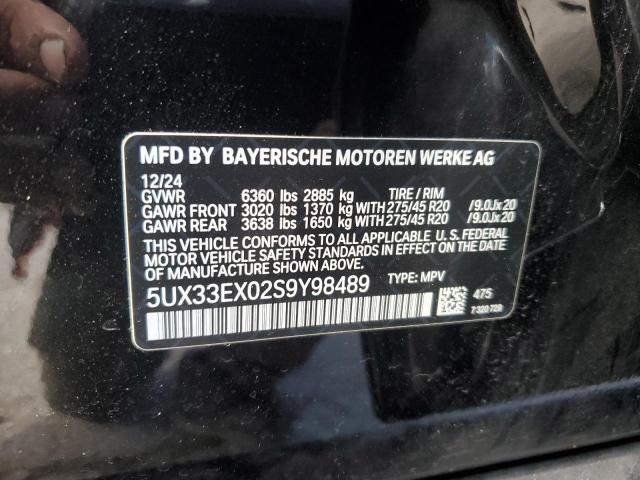 MFD BY BAYERISCHE MOTOREN WERKE AG
12/24
GVWR 6360 lbs 2885 kg TIRE / RIM
GAWR FRONT 3020 lbs 1370 kg WITH 275/45 R20 /9.0Jx20
GAWR REAR 3638 lbs 1650 kg WITH 275/45 R20 /9.0Jx20
THIS VEHICLE CONFORMS TO ALL APPLICABLE U.S. FEDERAL
MOTOR VEHICLE SAFETY STANDARDS IN EFFECT ON THE DATE
OF MANUFACTURE SHOWN ABOVE.
5UX33EX02S9Y98489 TYPE: MPV
475
7 320 729